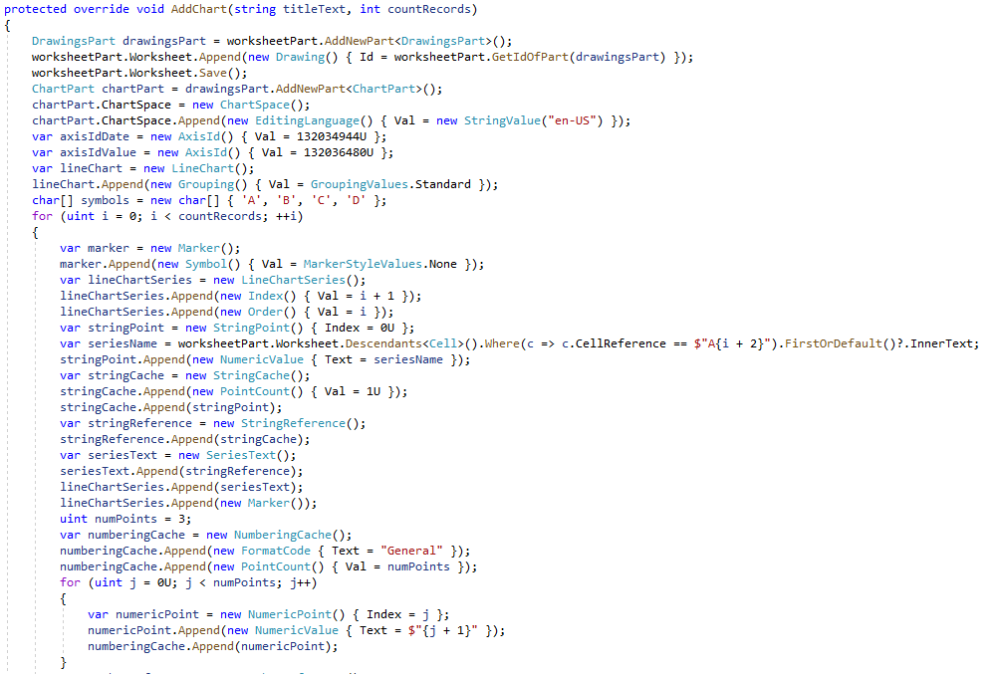 protected override void AddChart(string titleText, int countRecords)
{
    DrawingsPart drawingsPart = worksheetPart.AddNewPart<DrawingsPart>();
    worksheetPart.Worksheet.Append(new Drawing() { Id = worksheetPart.GetIdOfPart(drawingsPart) });
    worksheetPart.Worksheet.Save();
    ChartPart chartPart = drawingsPart.AddNewPart<ChartPart>();
    chartPart.ChartSpace = new ChartSpace();
    chartPart.ChartSpace.Append(new EditingLanguage() { Val = new StringValue("en-US") });
    var axisIdDate = new AxisId() { Val = 132034944U };
    var axisIdValue = new AxisId() { Val = 132036480U };
    var lineChart = new LineChart();
    lineChart.Append(new Grouping() { Val = GroupingValues.Standard });
    char[] symbols = new char[] { 'A', 'B', 'C', 'D' };
    for (uint i = 0; i < countRecords; ++i)
    {
        var marker = new Marker();
        marker.Append(new Symbol() { Val = MarkerStyleValues.None });
        var lineChartSeries = new LineChartSeries();
        lineChartSeries.Append(new Index() { Val = i + 1 });
        lineChartSeries.Append(new Order() { Val = i });
        var stringPoint = new StringPoint() { Index = 0U };
        var seriesName = worksheetPart.Worksheet.Descendants<Cell>().Where(c => c.CellReference == $"A{i + 2}").FirstOrDefault()?.InnerText;
        stringPoint.Append(new NumericValue { Text = seriesName });
        var stringCache = new StringCache();
        stringCache.Append(new PointCount() { Val = 1U });
        stringCache.Append(stringPoint);
        var stringReference = new StringReference();
        stringReference.Append(stringCache);
        var seriesText = new SeriesText();
        seriesText.Append(stringReference);
        lineChartSeries.Append(seriesText);
        lineChartSeries.Append(new Marker());
        uint numPoints = 3;
        var numberingCache = new NumberingCache();
        numberingCache.Append(new FormatCode { Text = "General" });
        numberingCache.Append(new PointCount() { Val = numPoints });
        for (uint j = 0U; j < numPoints; j++)
        {
            var numericPoint = new NumericPoint() { Index = j };
            numericPoint.Append(new NumericValue { Text = $"{j + 1}" });
            numberingCache.Append(numericPoint);
        }